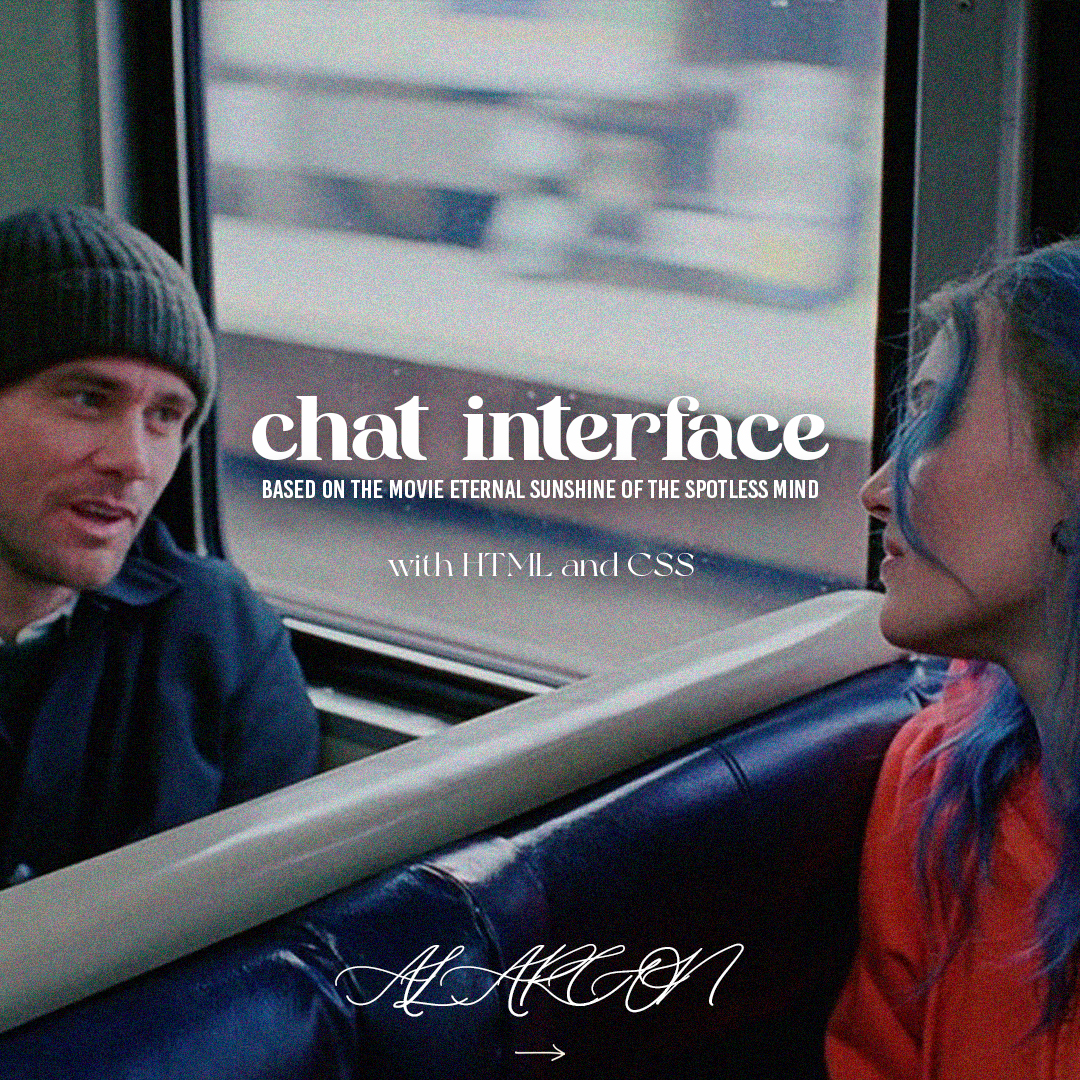 chat interface
BASED ON THE MOVIE ETERNAL SUNSHINE OF THE SPOTLESS MIND
with HTML and CSS
ALARCON